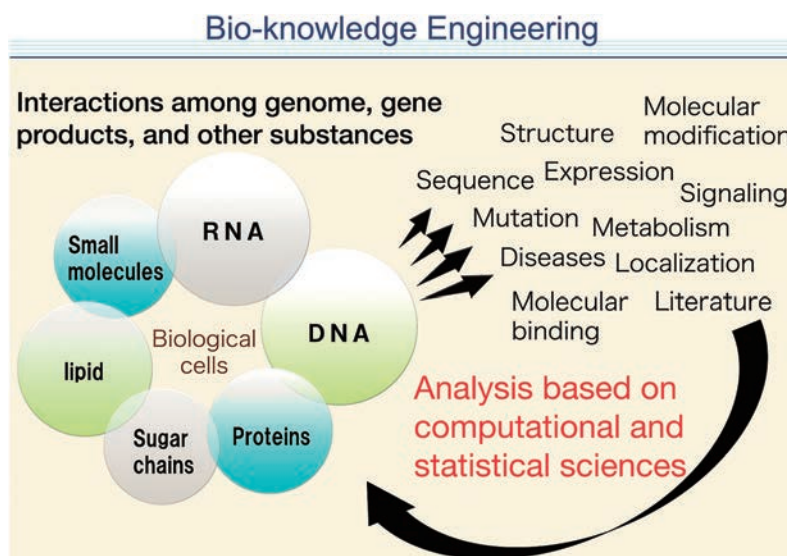 Bio-knowledge Engineering
Interactions among genome, gene
products, and other substances
Molecular
modification
Structure
Expression
Sequence
Signaling
Mutation
Metabolism
Diseases
Localization
Molecular
binding
Literature
RNA
Small
molecules
DNA
Biological
cells
lipid
Sugar
chains
Proteins
Analysis based on
computational and
statistical sciences